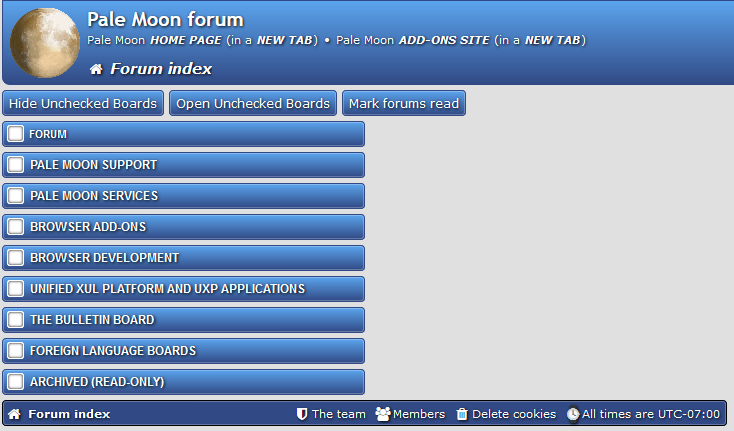 Pale Moon forum
Pale Moon HOME PAGE (in a NEW TAB) • Pale Moon ADD-ONS SITE (in a NEW TAB)
Forum index
Hide Unchecked Boards Open Unchecked Boards Mark forums read
FORUM
PALE MOON SUPPORT
PALE MOON SERVICES
BROWSER ADD-ONS
BROWSER DEVELOPMENT
UNIFIED XUL PLATFORM AND UXP APPLICATIONS
THE BULLETIN BOARD
FOREIGN LANGUAGE BOARDS
ARCHIVED (READ-ONLY)
Forum index The team Members Delete cookies All times are UTC-07:00